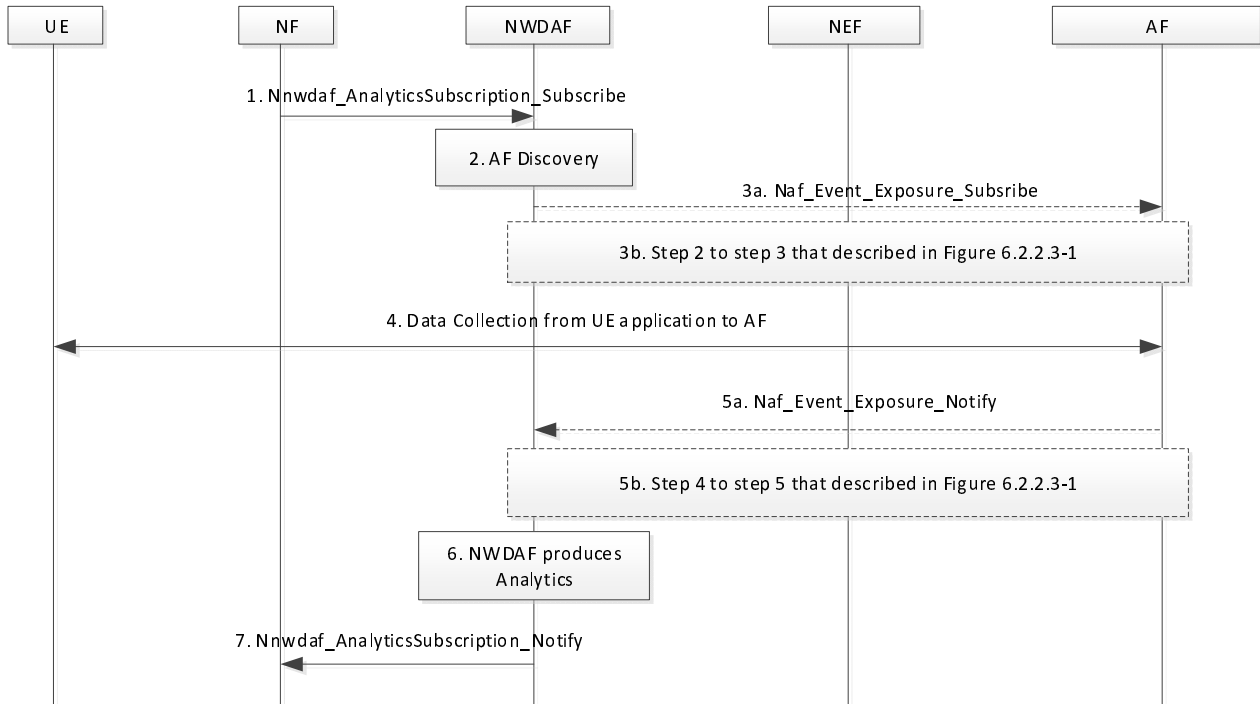 UE
NF
NWDAF
NEF
AF
1. Nnwdaf_AnalyticsSubscription_Subscribe
2. AF Discovery
3a. Naf_Event_Exposure_Subsribe
3b. Step 2 to step 3 that described in Figure 6.2.2.3-1
4. Data Collection from UE application to AF
5a. Naf_Event_Exposure_Notify
5b. Step 4 to step 5 that described in Figure 6.2.2.3-1
6. NWDAF produces
Analytics
7. Nnwdaf_AnalyticsSubscription_Notify